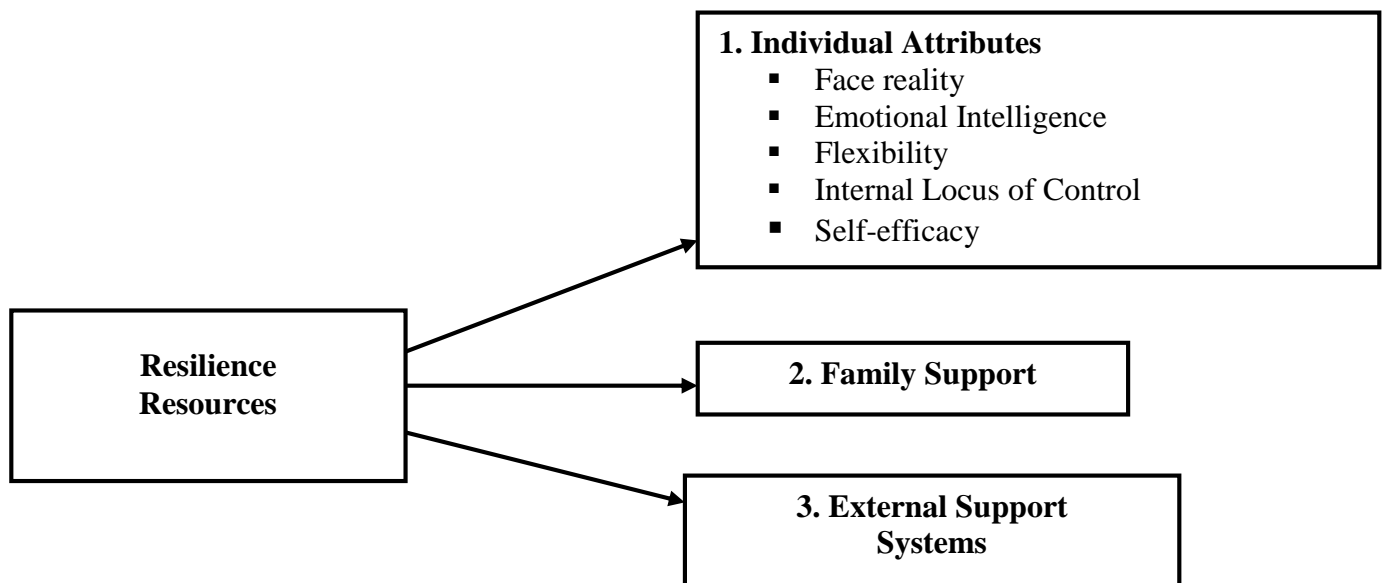 1. Individual Attributes
▪ Face reality
▪ Emotional Intelligence
▪ Flexibility
▪ Internal Locus of Control
▪ Self-efficacy
Resilience
Resources
2. Family Support
3. External Support
Systems